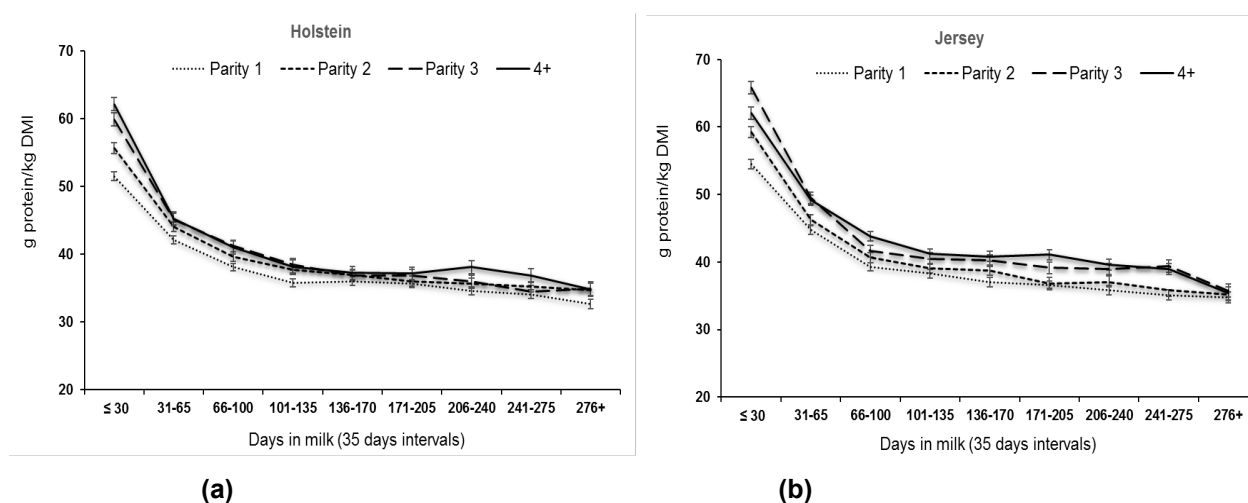 Holstein
70
60
50
40
30
20
g protein/kg DMI
Parity 1 Parity 2 Parity 3 4+
≤ 30 31-65 66-100 101-135 136-170 171-205 206-240 241-275 276+
Days in milk (35 days intervals)
(a)
Jersey
70
60
50
40
30
20
g protein/kg DMI
Parity 1 Parity 2 Parity 3 4+
≤ 30 31-65 66-100 101-135 136-170 171-205 206-240 241-275 276+
Days in milk (35 days intervals)
(b)